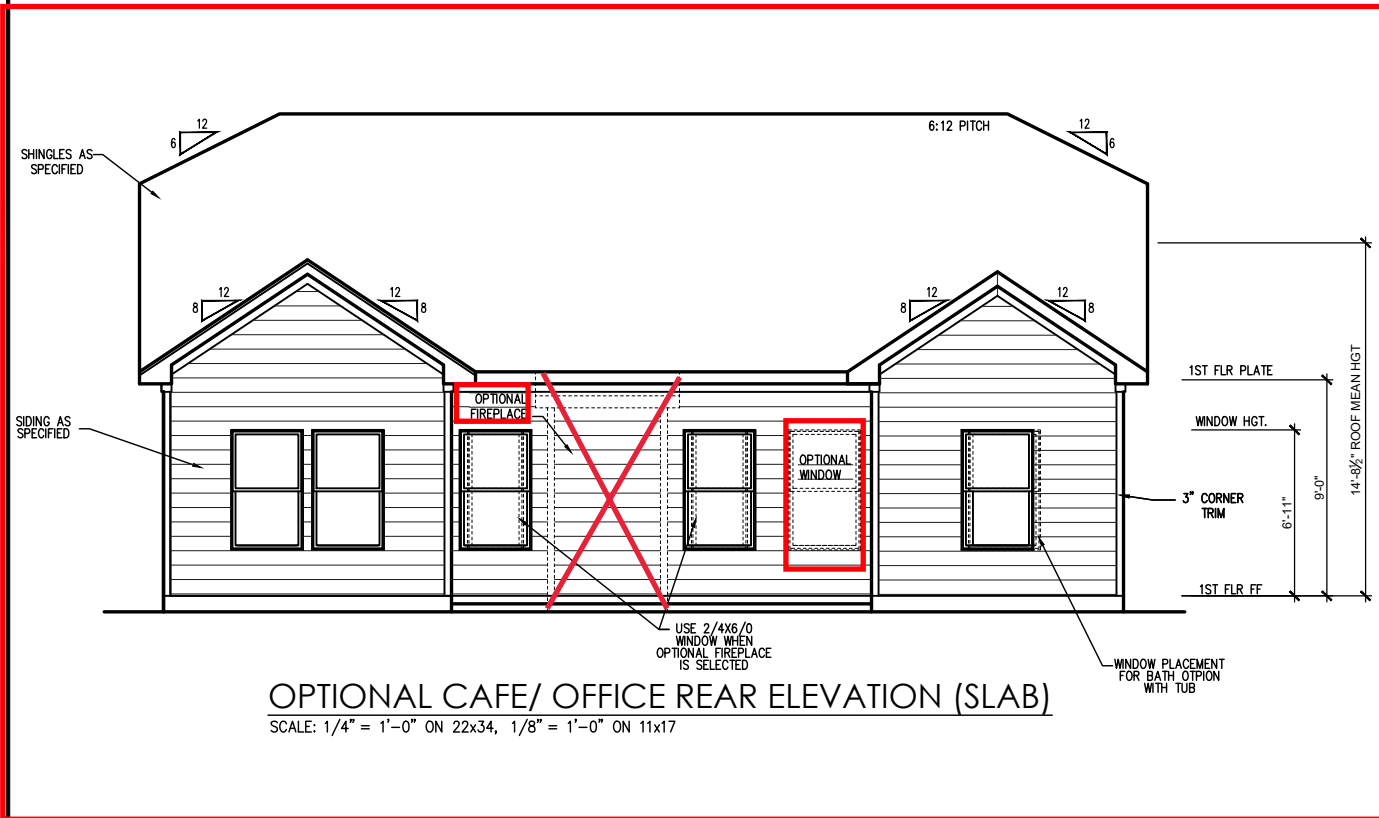 12
6
6:12 PITCH
12
6
SHINGLES AS
SPECIFIED
12
8
12
8
12
8
12
8
1ST FLR PLATE
14'-8½" ROOF MEAN HGT
OPTIONAL
FIREPLACE
SIDING AS
SPECIFIED
WINDOW HGT.
OPTIONAL
WINDOW
9'-0"
6'-11"
3" CORNER
TRIM
1ST FLR FF
USE 2/4X6/0
WINDOW WHEN
OPTIONAL FIREPLACE
IS SELECTED
WINDOW PLACEMENT
FOR BATH OTPION
WITH TUB
OPTIONAL CAFE/ OFFICE REAR ELEVATION (SLAB)
SCALE: 1/4" = 1'-0" ON 22x34, 1/8" = 1'-0" ON 11x17